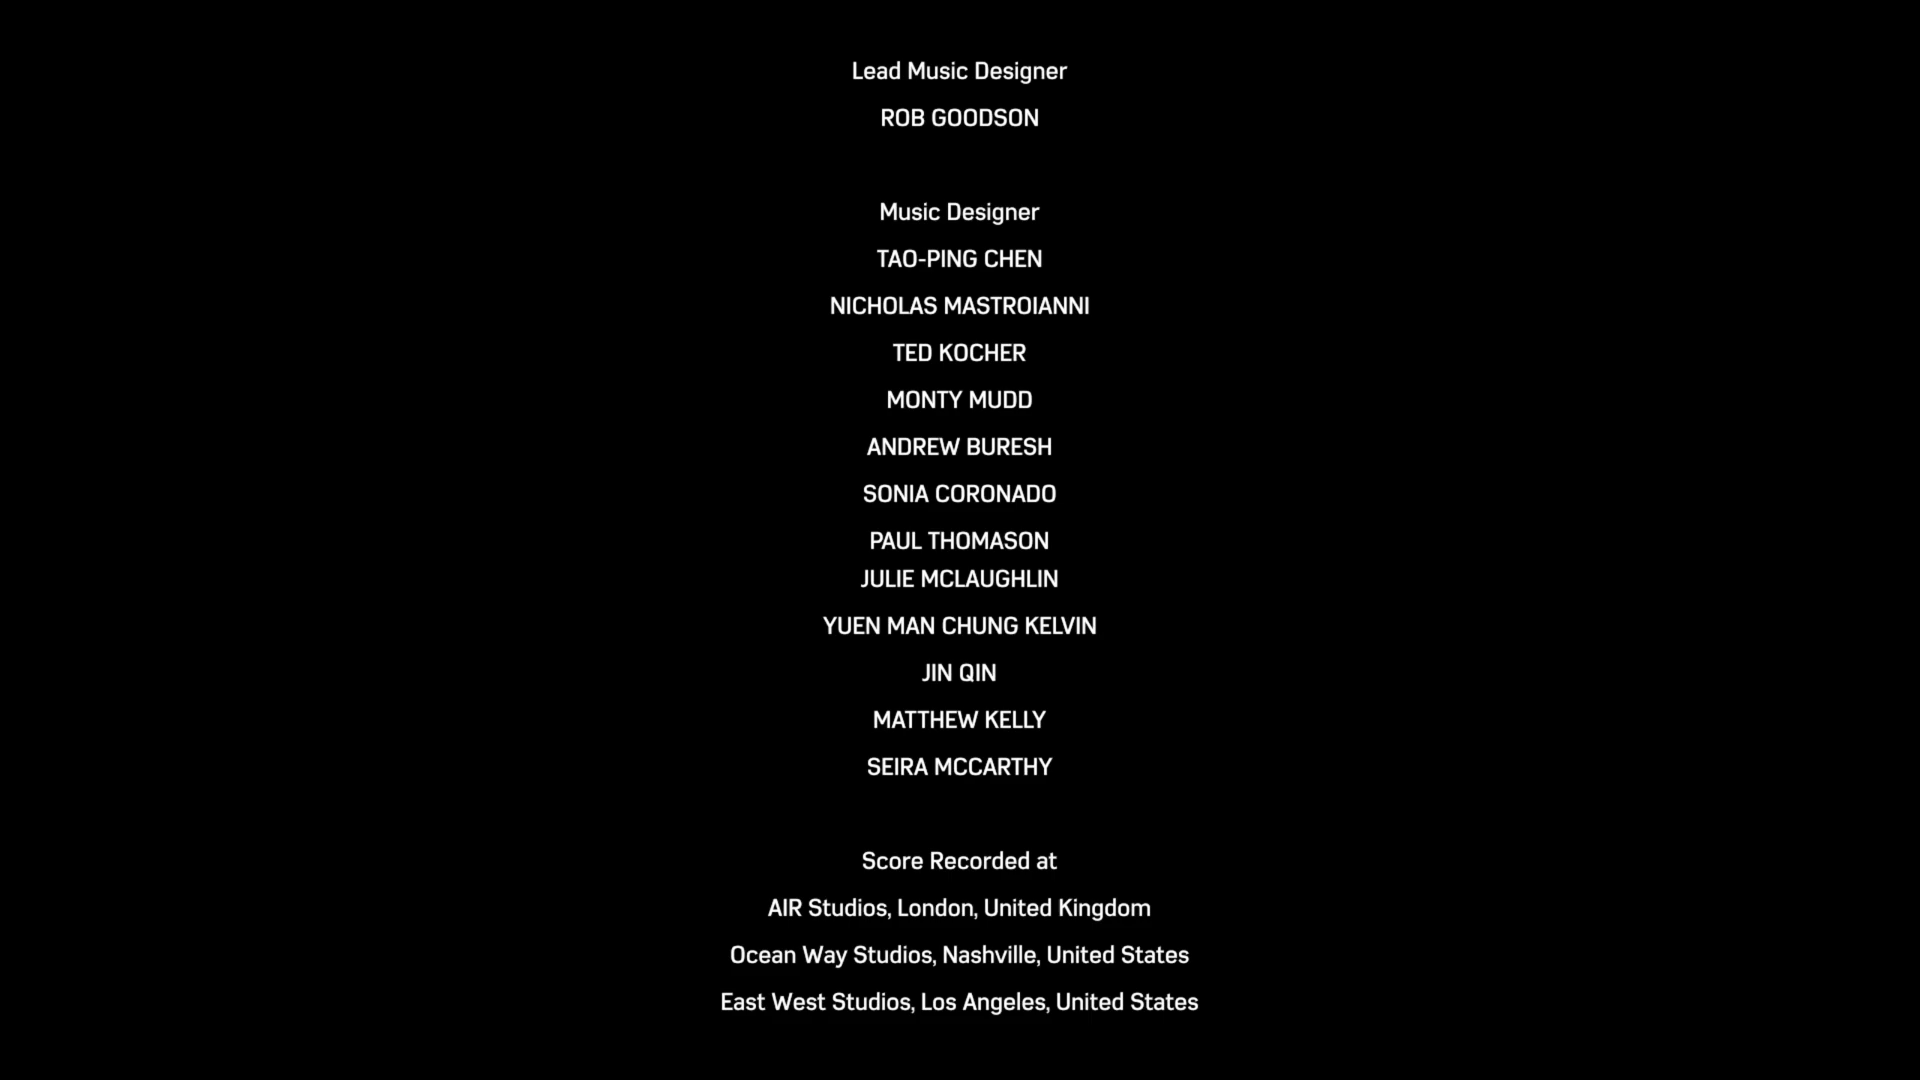 Lead Music Designer
ROB GOODSON
Music Designer
TAO-PING CHEN
NICHOLAS MASTROIANNI
TED KOCHER
MONTY MUDD
ANDREW BURESH
SONIA CORONADO
PAUL THOMASON
JULIE MCLAUGHLIN
YUEN MAN CHUNG KELVIN
JIN QIN
MATTHEW KELLY
SEIRA MCCARTHY
Score Recorded at
AIR Studios, London, United Kingdom
Ocean Way Studios, Nashville, United States
East West Studios, Los Angeles, United States